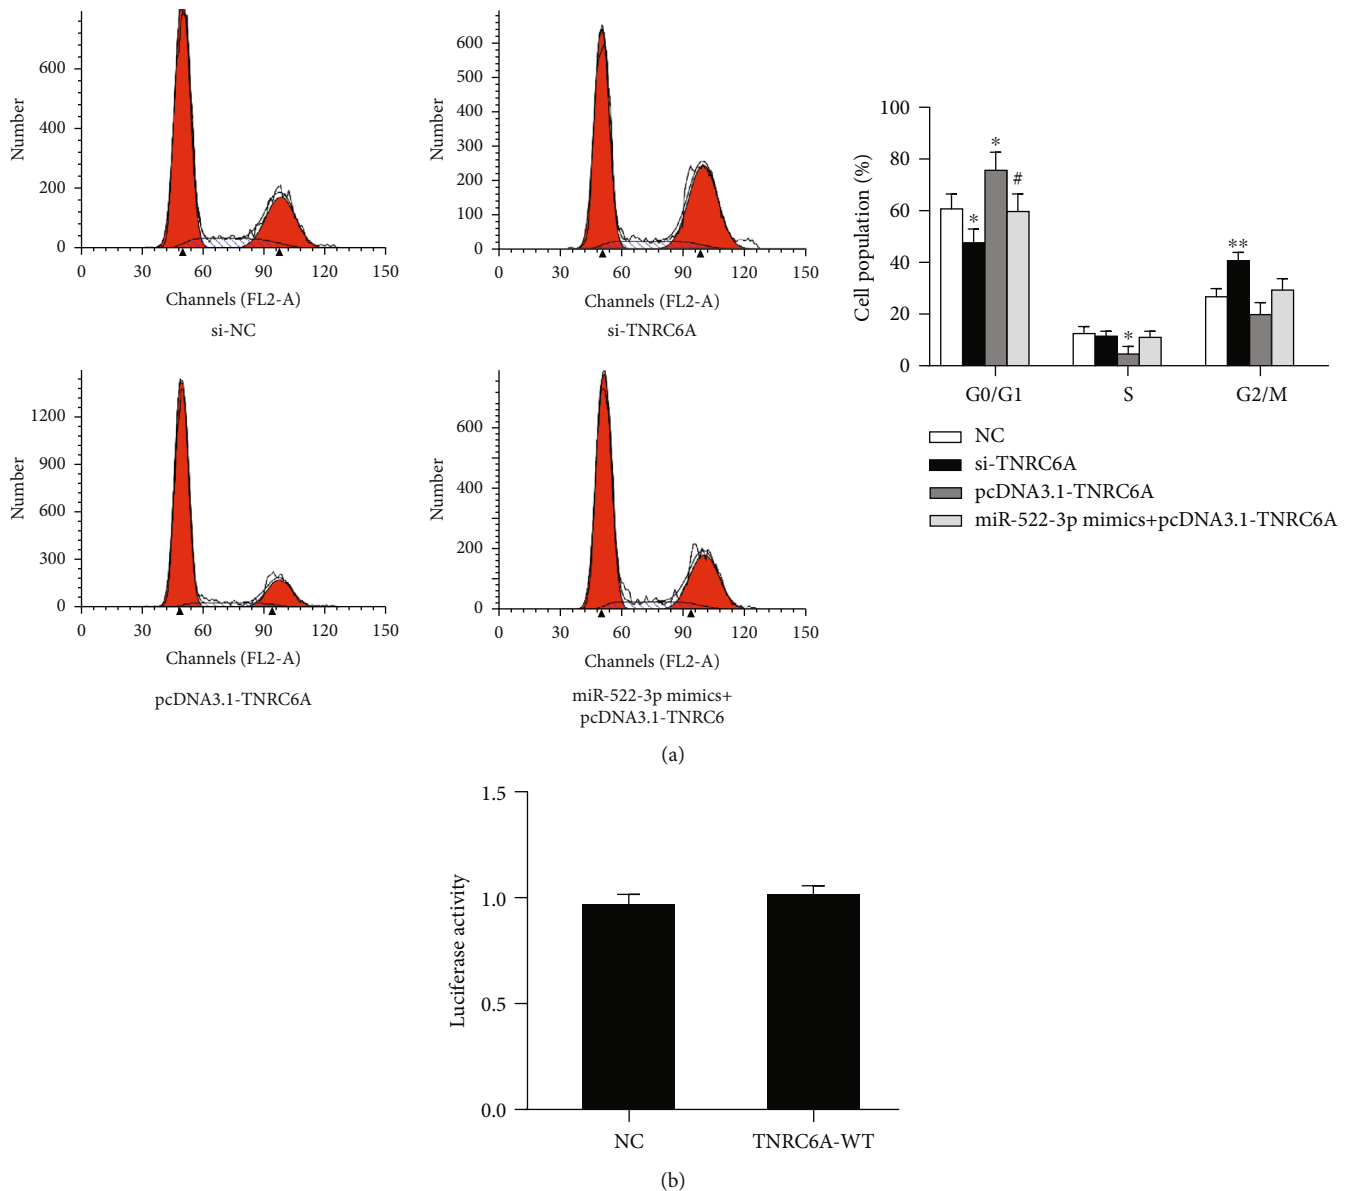 600
400
200
0
Number
0 30 60 90 120 150
Channels (FL2-A)
si-NC
600
500
400
300
200
100
0
Number
0 30 60 90 120 150
Channels (FL2-A)
si-TNRC6A
1200
900
600
300
0
Number
0 30 60 90 120 150
Channels (FL2-A)
pcDNA3.1-TNRC6A
600
400
200
0
Number
0 30 60 90 120 150
Channels (FL2-A)
miR-522-3p mimics+
pcDNA3.1-TNRC6
100
80
60
40
20
0
Cell population (%)
* * #
*
**
G0/G1 S G2/M
NC
si-TNRC6A
pcDNA3.1-TNRC6A
miR-522-3p mimics+pcDNA3.1-TNRC6A
(a)
1.5
1.0
0.5
0.0
Luciferase activity
NC TNRC6A-WT
(b)